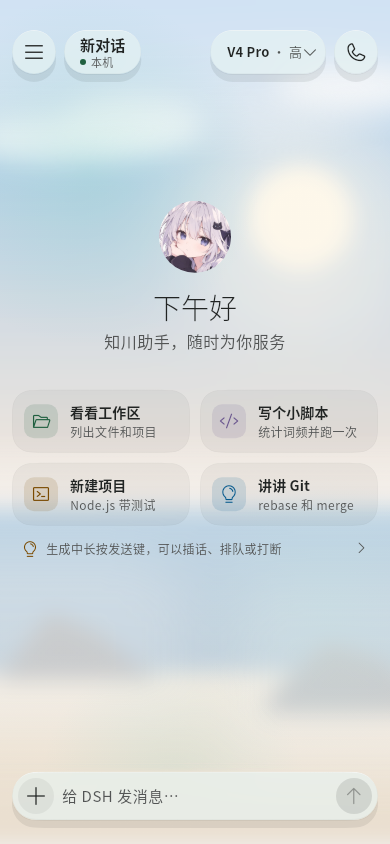 新对话
本机
V4 Pro · 高
下午好
知川助手，随时为你服务
看看工作区
列出文件和项目
写个小脚本
统计词频并跑一次
新建项目
Node.js 带测试
讲讲 Git
rebase 和 merge
生成中长按发送键，可以插话、排队或打断
给 DSH 发消息…